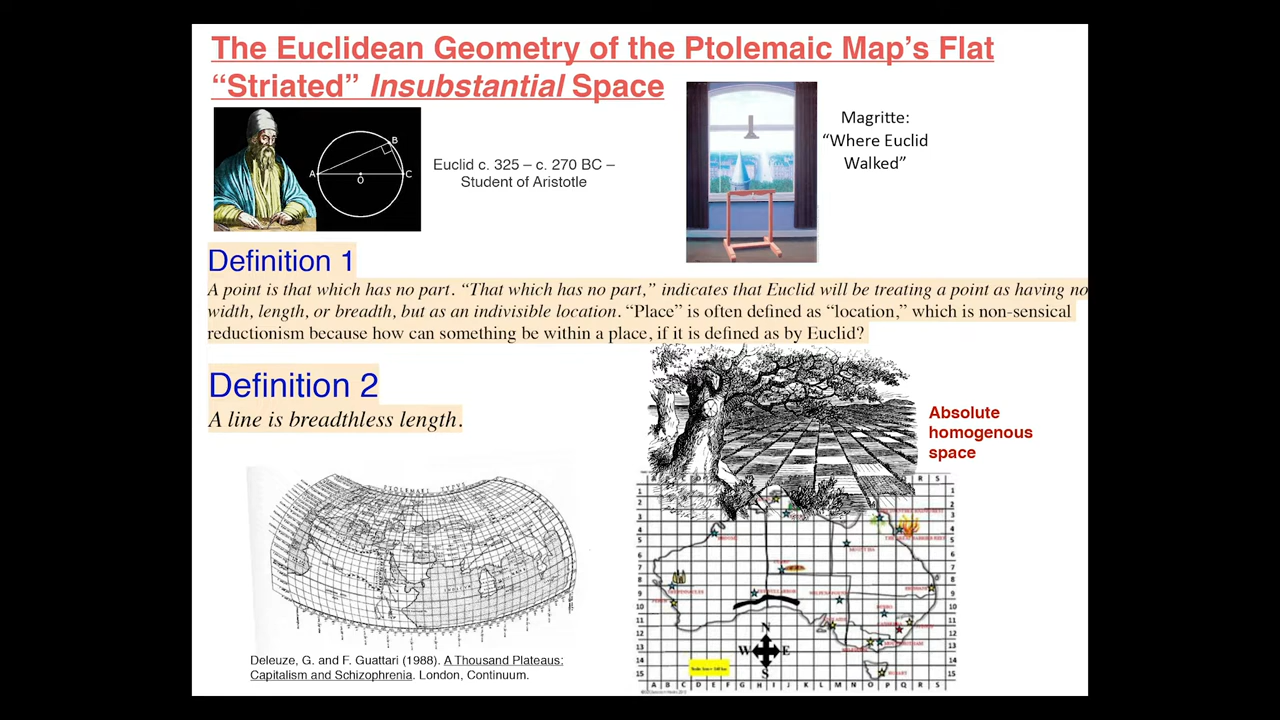 The Euclidean Geometry of the Ptolemaic Map’s Flat
“Striated” Insubstantial Space
B
A
O
C
Euclid c. 325 – c. 270 BC –
Student of Aristotle
Magritte:
“Where Euclid
Walked”
Definition 1
A point is that which has no part. “That which has no part,” indicates that Euclid will be treating a point as having no
width, length, or breadth, but as an indivisible location. “Place” is often defined as “location,” which is non-sensical
reductionism because how can something be within a place, if it is defined as by Euclid?
Definition 2
A line is breadthless length.
Absolute
homogenous
space
N
W E
S
A B C D E F G H I J K L M N O P Q R S
Deleuze, G. and F. Guattari (1988). A Thousand Plateaus:
Capitalism and Schizophrenia. London, Continuum.